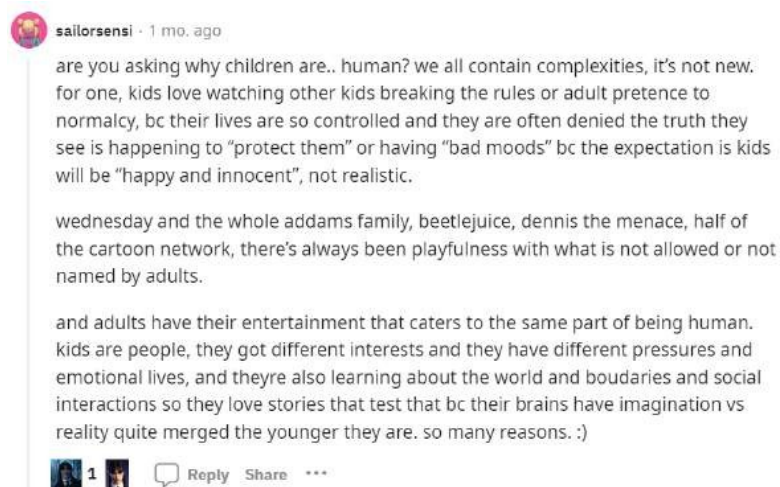 sailorsensi · 1 mo. ago
are you asking why children are.. human? we all contain complexities, it's not new.
for one, kids love watching other kids breaking the rules or adult pretence to
normalcy, bc their lives are so controlled and they are often denied the truth they
see is happening to "protect them" or having "bad moods" bc the expectation is kids
will be "happy and innocent", not realistic.
wednesday and the whole addams family, beetlejuice, dennis the menace, half of
the cartoon network, there's always been playfulness with what is not allowed or not
named by adults.
and adults have their entertainment that caters to the same part of being human.
kids are people, they got different interests and they have different pressures and
emotional lives, and theyre also learning about the world and boudaries and social
interactions so they love stories that test that bc their brains have imagination vs
reality quite merged the younger they are. so many reasons. :)
1 Reply Share ···